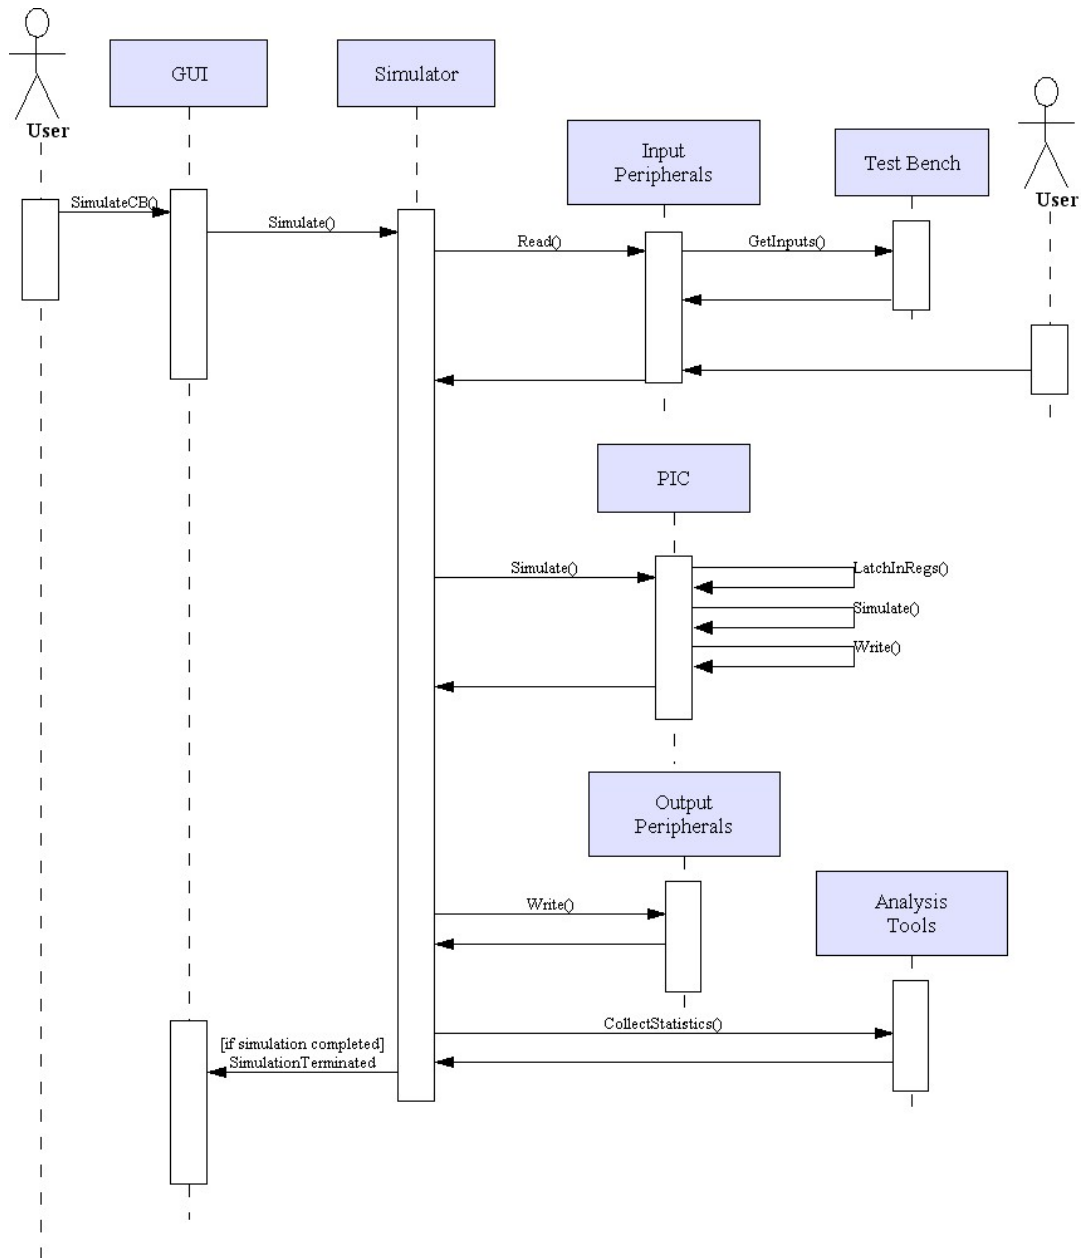 User
GUI
Simulator
Input
Peripherals
Test Bench
User
SimulateCB()
Simulate()
Read()
GetInputs()
PIC
Simulate()
LatchInRegs()
Simulate()
Write()
Output
Peripherals
Write()
Analysis
Tools
CollectStatistics()
[if simulation completed]
SimulationTerminated